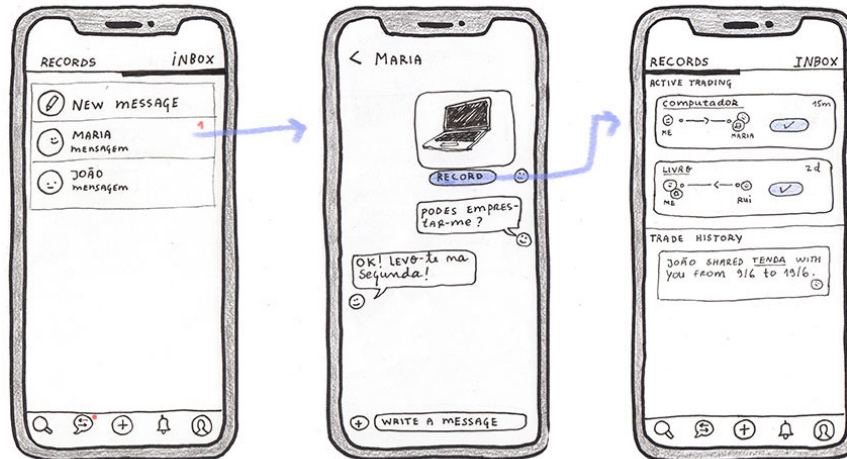 RECORDS INBOX
NEW MESSAGE
MARIA 1
MENSAGEM
JOÃO
MENSAGEM
< MARIA
RECORD
PODES EMPRES-
TAR-ME?
OK! LEVO-TE NA
SEGUNDA!
WRITE A MESSAGE
RECORDS INBOX
ACTIVE TRADING
COMPUTADOR 15m
ME MARIA
LIVRO 2d
ME RUI
TRADE HISTORY
JOÃO SHARED TENDA WITH
YOU FROM 9/6 TO 19/6.